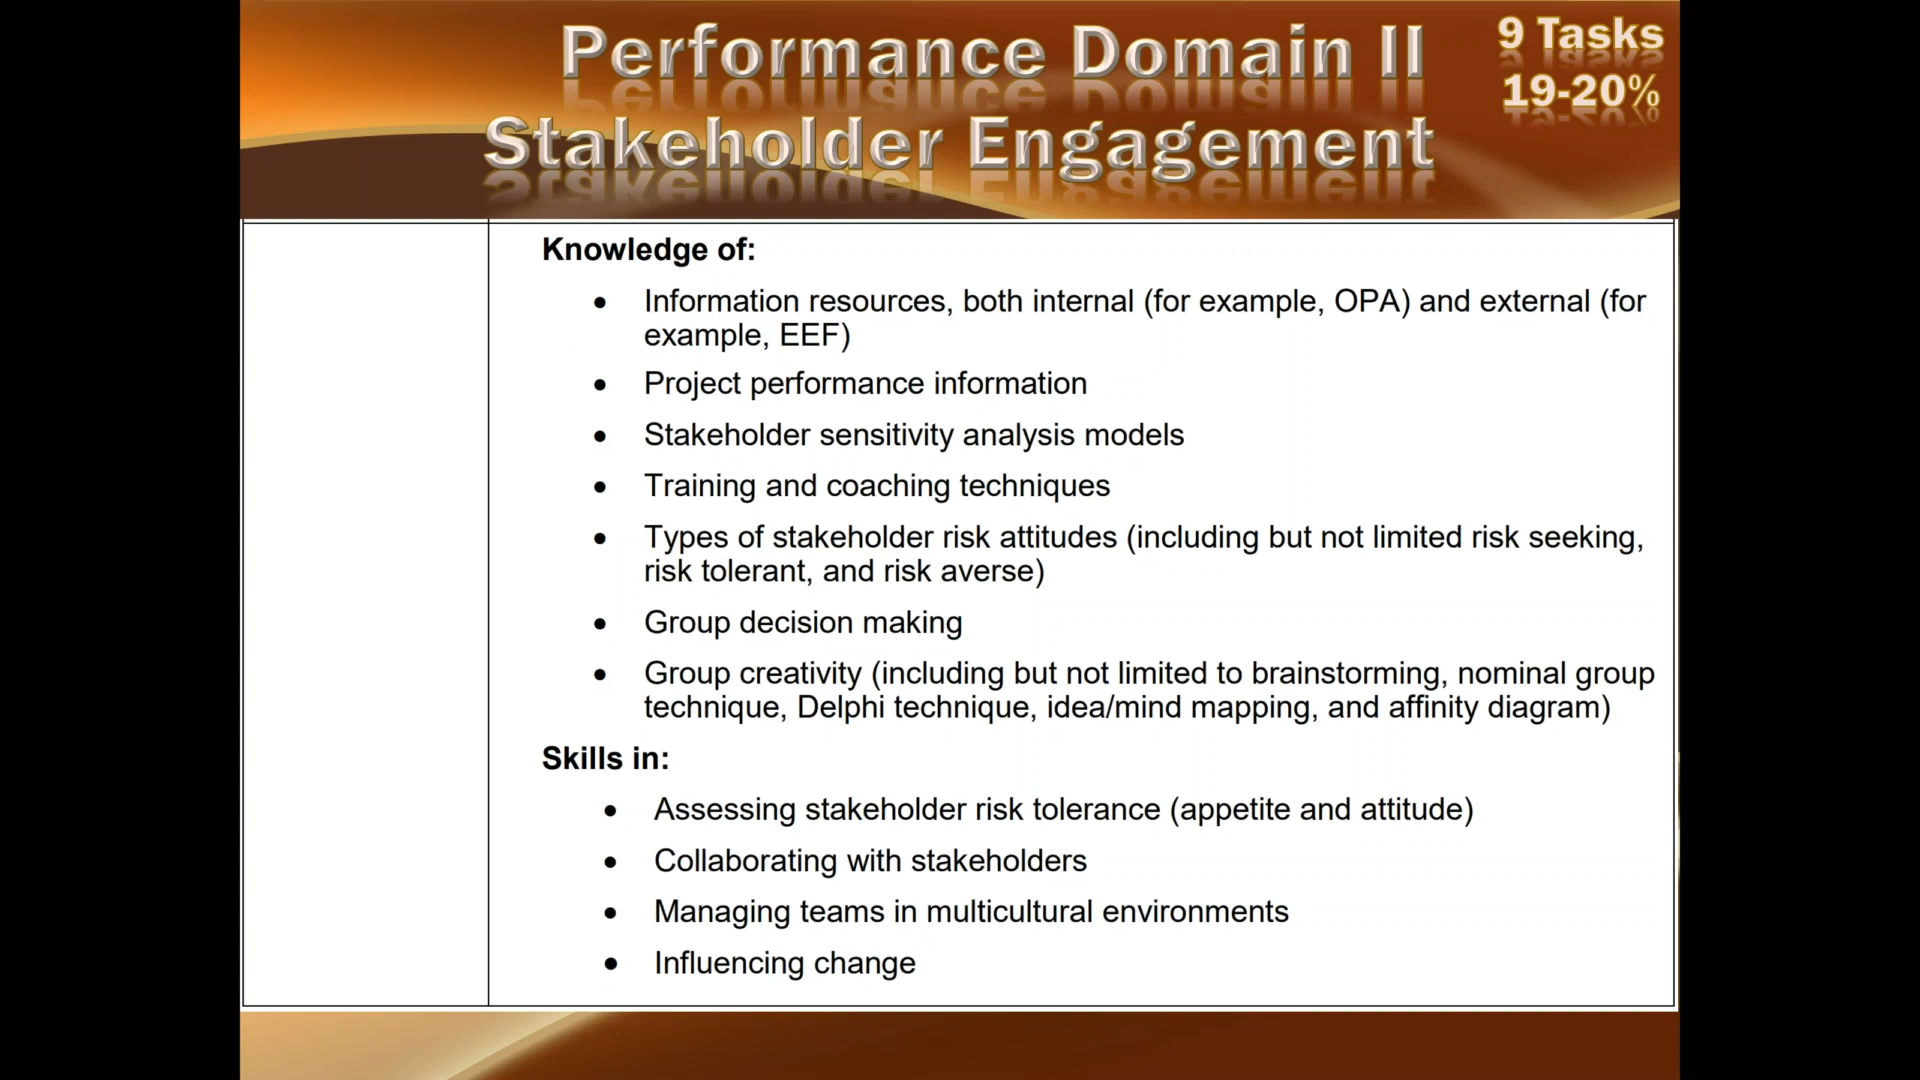 Performance Domain II
Stakeholder Engagement
9 Tasks
19-20%
Knowledge of:
• Information resources, both internal (for example, OPA) and external (for
example, EEF)
• Project performance information
• Stakeholder sensitivity analysis models
• Training and coaching techniques
• Types of stakeholder risk attitudes (including but not limited risk seeking,
risk tolerant, and risk averse)
• Group decision making
• Group creativity (including but not limited to brainstorming, nominal group
technique, Delphi technique, idea/mind mapping, and affinity diagram)
Skills in:
• Assessing stakeholder risk tolerance (appetite and attitude)
• Collaborating with stakeholders
• Managing teams in multicultural environments
• Influencing change